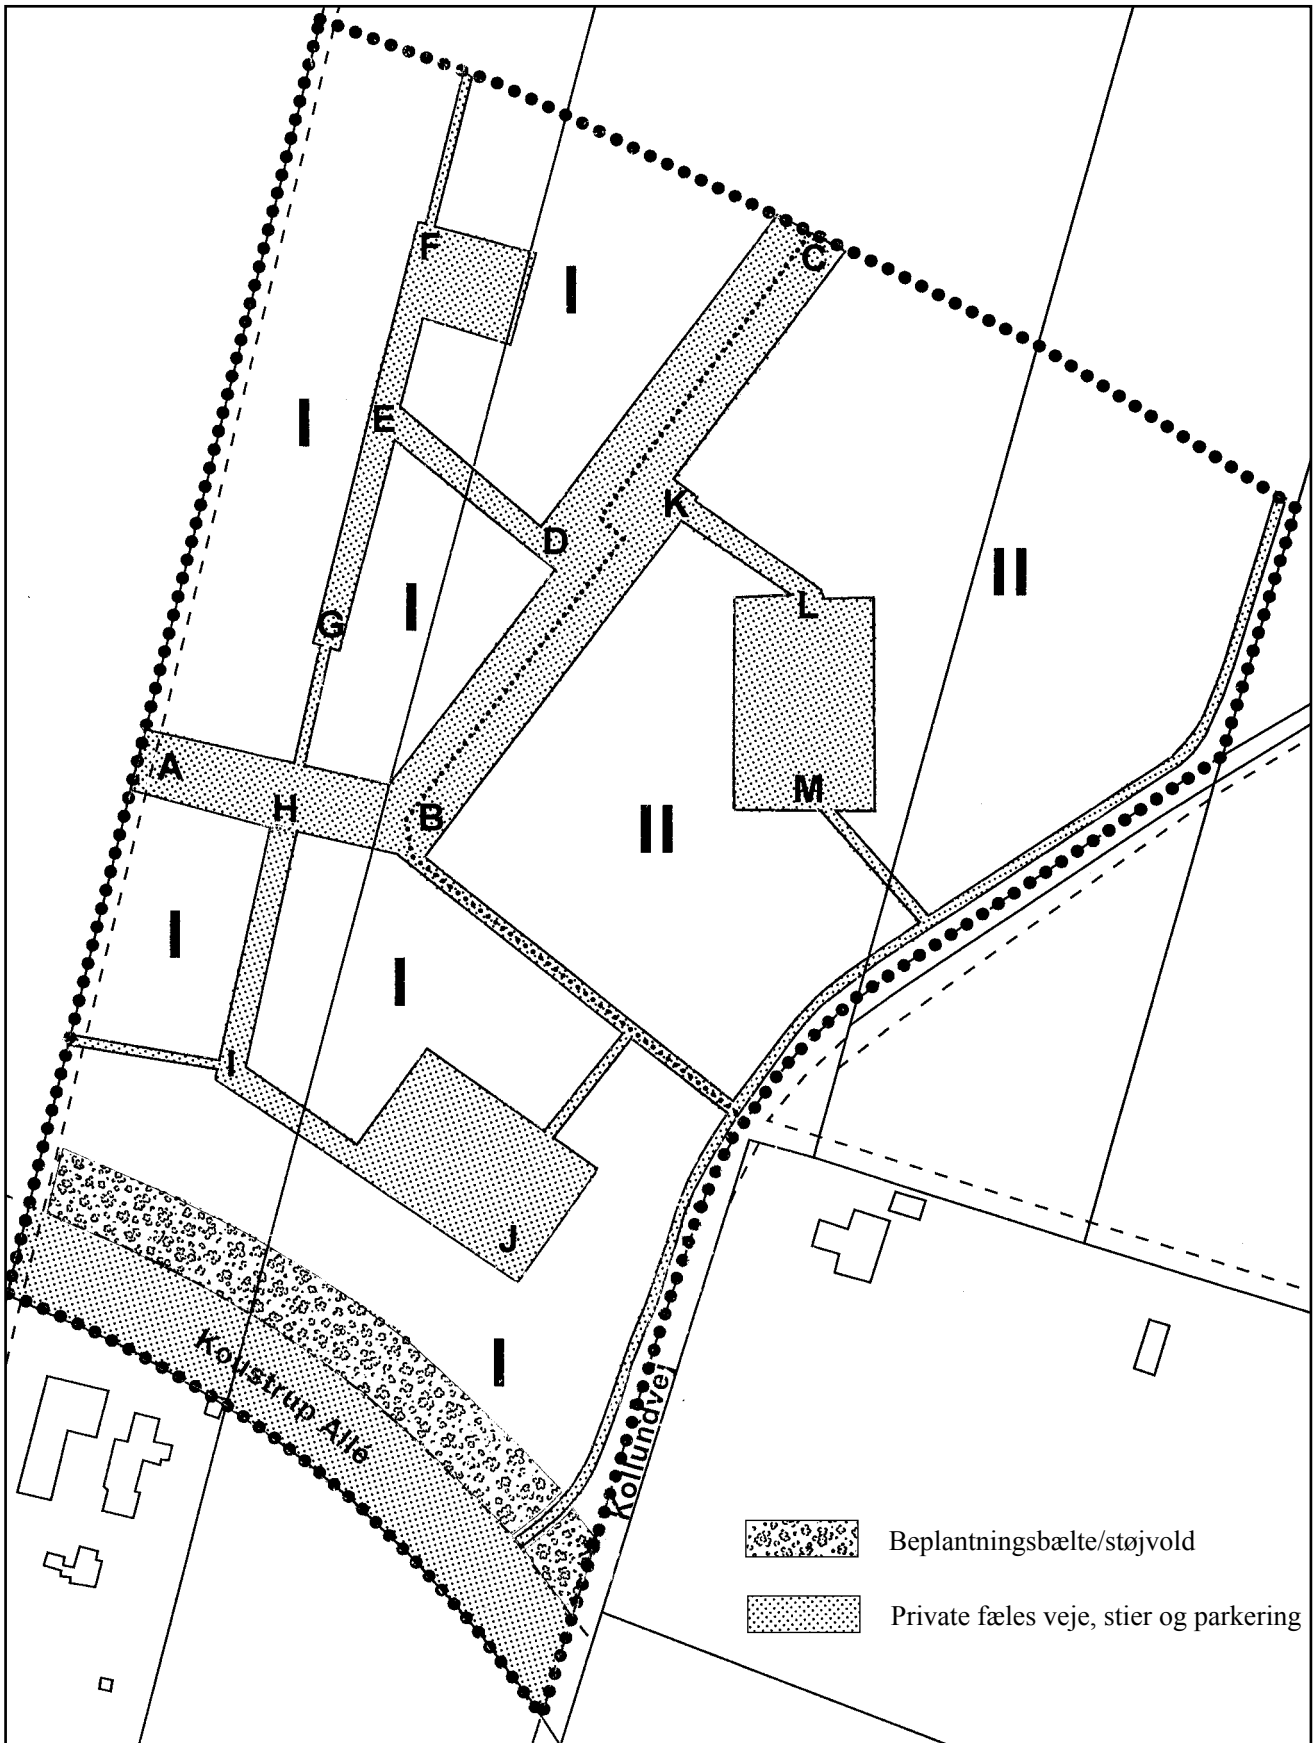 F
I
C
I
E
K
D
II
L
G
I
A
M
H
B
II
I
I
I
J
Koustrup Allé
I
Kollundvej
Beplantningsbælte/støjvold
Private fæles veje, stier og parkering